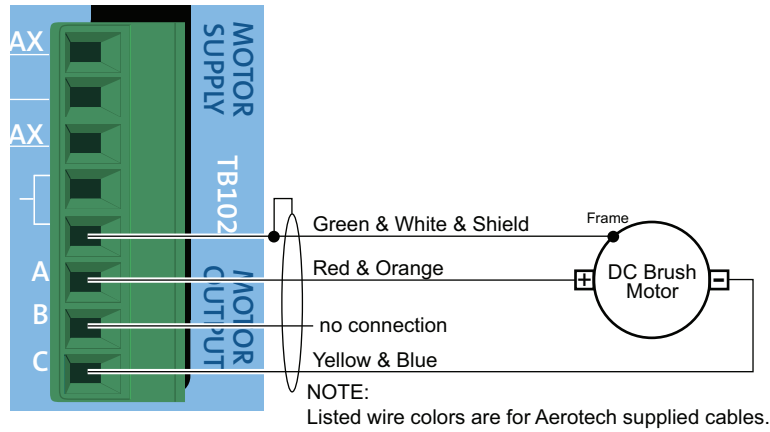 AX
AX
MOTOR
SUPPLY
TB102
MOTOR
OUTPUT
A
B
C
Green & White & Shield
Frame
Red & Orange
+
DC Brush
Motor
-
no connection
Yellow & Blue
NOTE:
Listed wire colors are for Aerotech supplied cables.